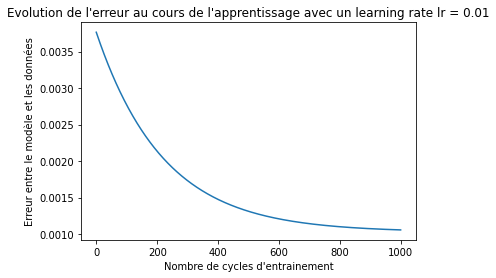 Evolution de l'erreur au cours de l'apprentissage avec un learning rate lr = 0.01
Erreur entre le modèle et les données
0.0035
0.0030
0.0025
0.0020
0.0015
0.0010
0 200 400 600 800 1000
Nombre de cycles d'entrainement